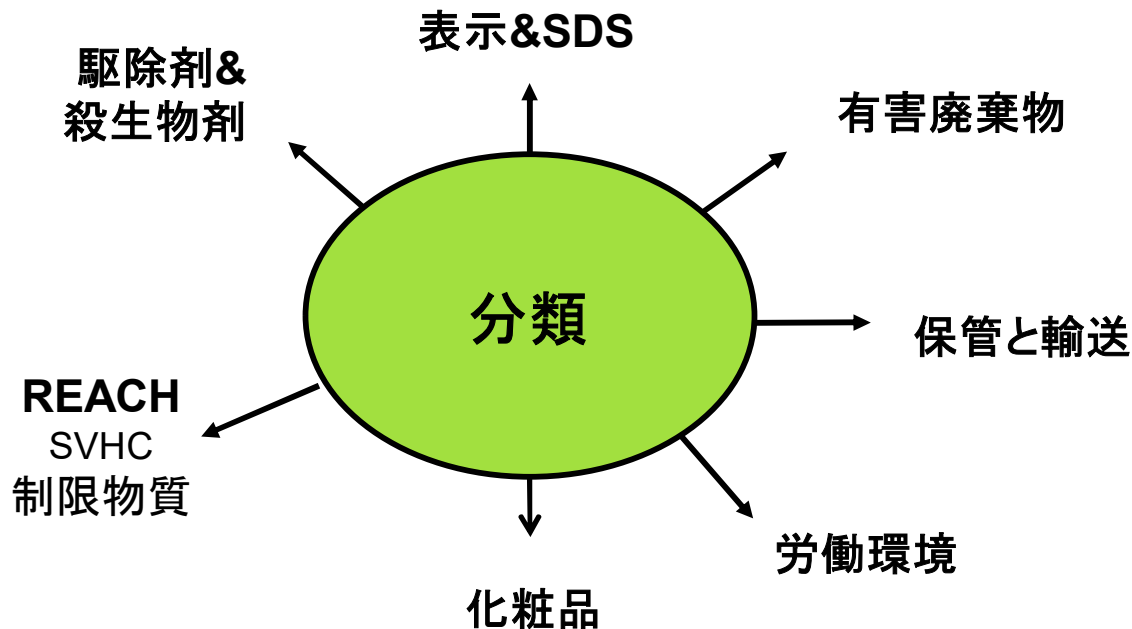 表示&SDS
駆除剤&
殺生物剤
有害廃棄物
分類
保管と輸送
REACH
SVHC
制限物質
労働環境
化粧品